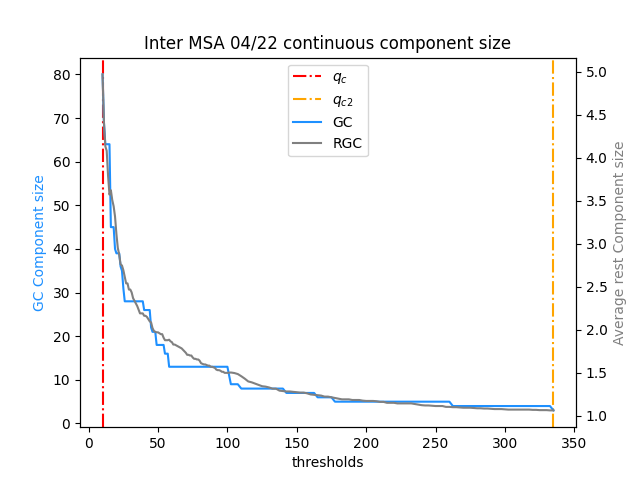 Inter MSA 04/22 continuous component size
q_c
q_c2
GC
RGC
GC Component size
80
70
60
50
40
30
20
10
0
5.0
4.5
4.0
3.5
3.0
2.5
2.0
1.5
1.0
Average rest Component size
0 50 100 150 200 250 300 350
thresholds